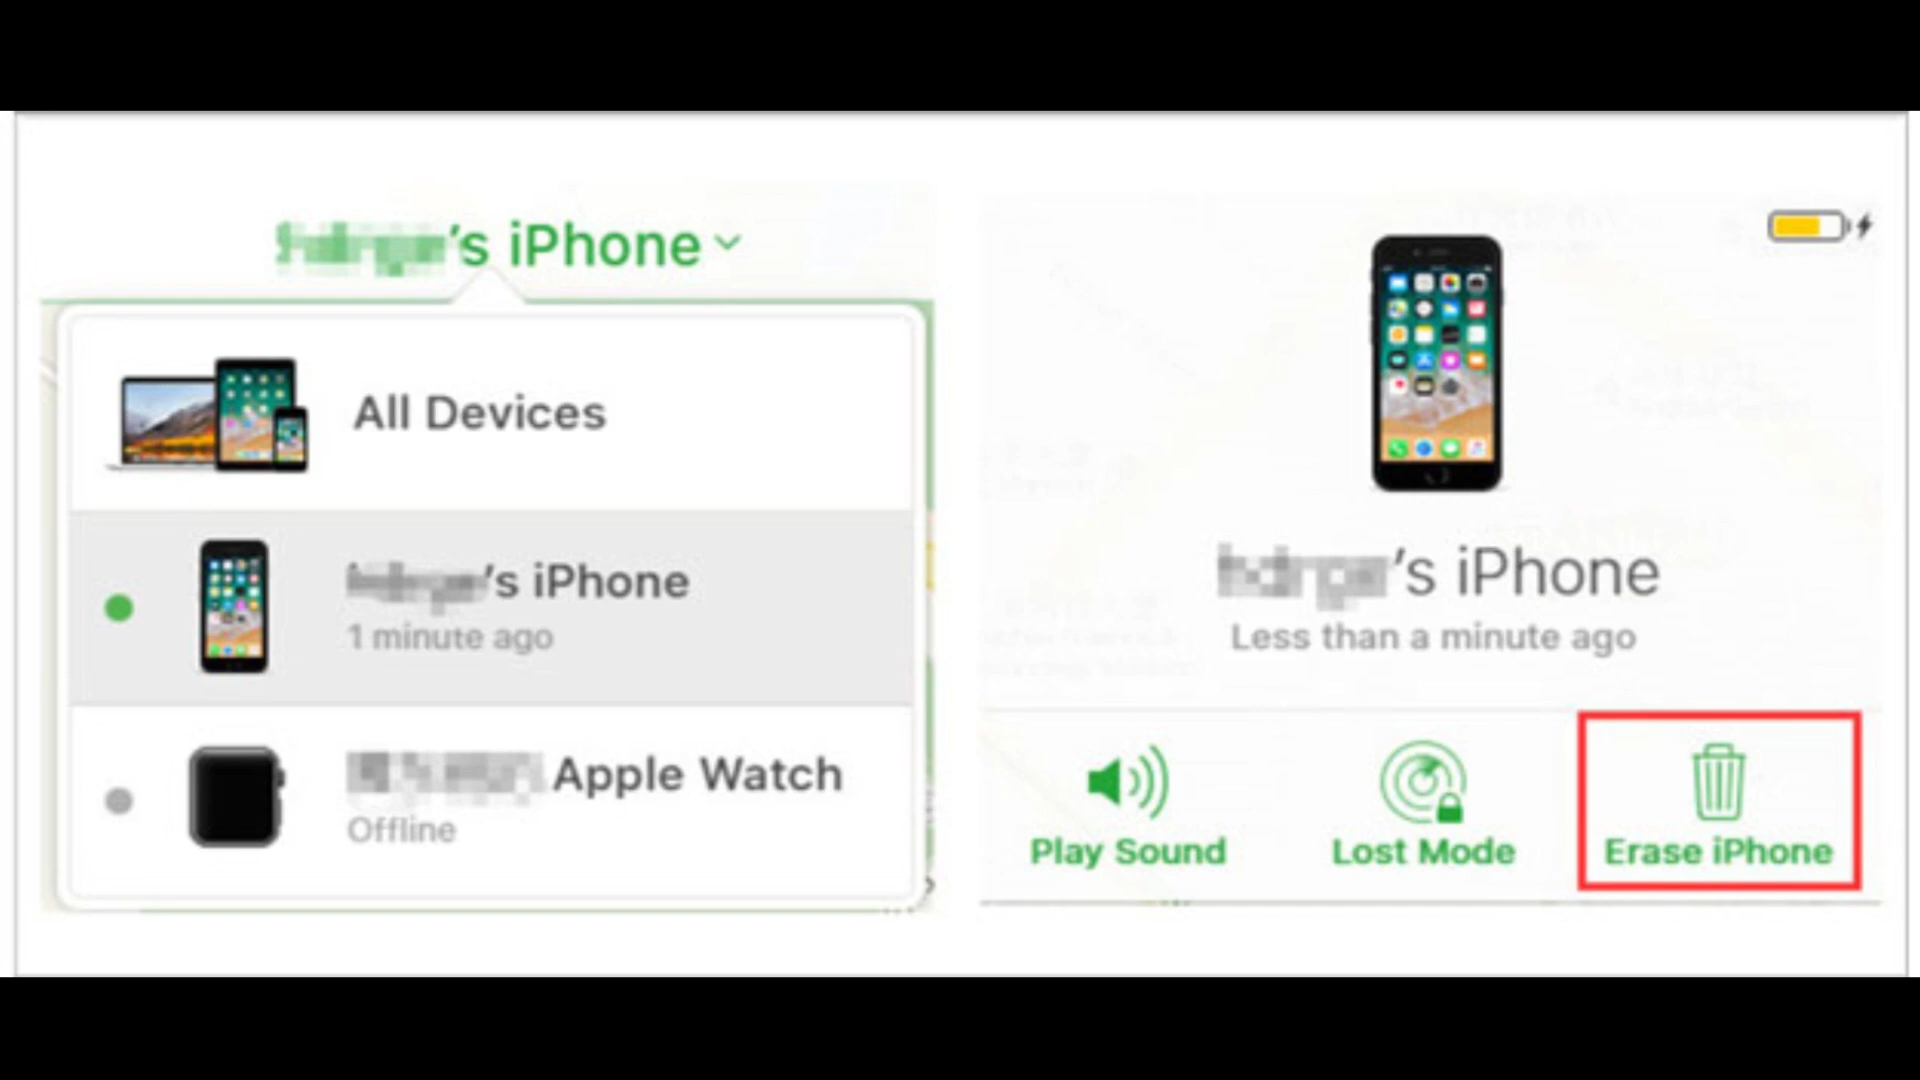 's iPhone
All Devices
's iPhone
1 minute ago
Apple Watch
Offline
's iPhone
Less than a minute ago
Play Sound
Lost Mode
Erase iPhone